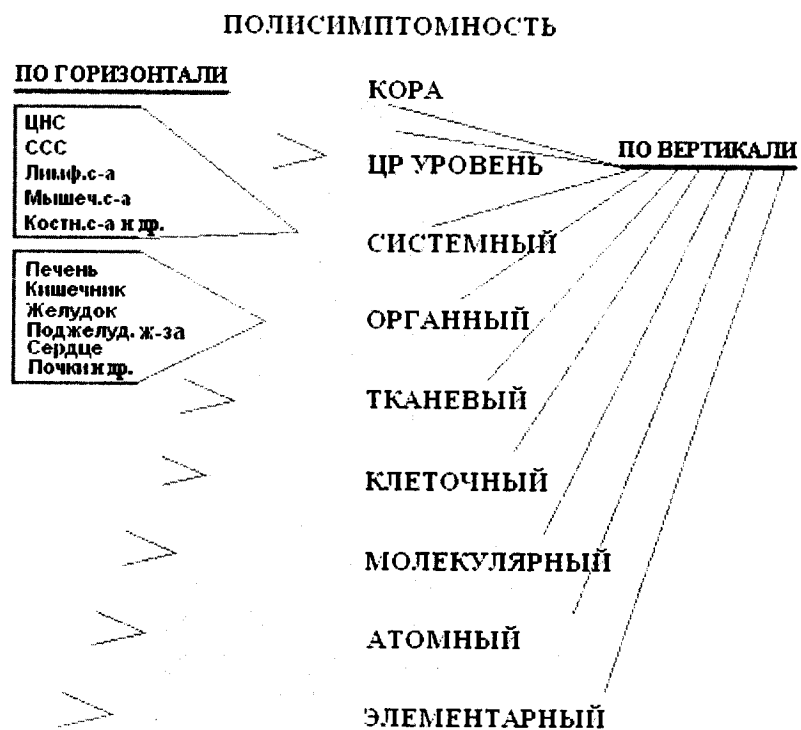 ПОЛИСИМПТОМНОСТЬ
ПО ГОРИЗОНТАЛИ
ЦНС
ССС
Лимф.с-а
Мышеч.с-а
Костн.с-а и др.
Печень
Кишечник
Желудок
Поджелуд. ж-за
Сердце
Почки и др.
КОРА
ЦР УРОВЕНЬ
СИСТЕМНЫЙ
ОРГАННЫЙ
ТКАНЕВЫЙ
КЛЕТОЧНЫЙ
МОЛЕКУЛЯРНЫЙ
АТОМНЫЙ
ЭЛЕМЕНТАРНЫЙ
ПО ВЕРТИКАЛИ